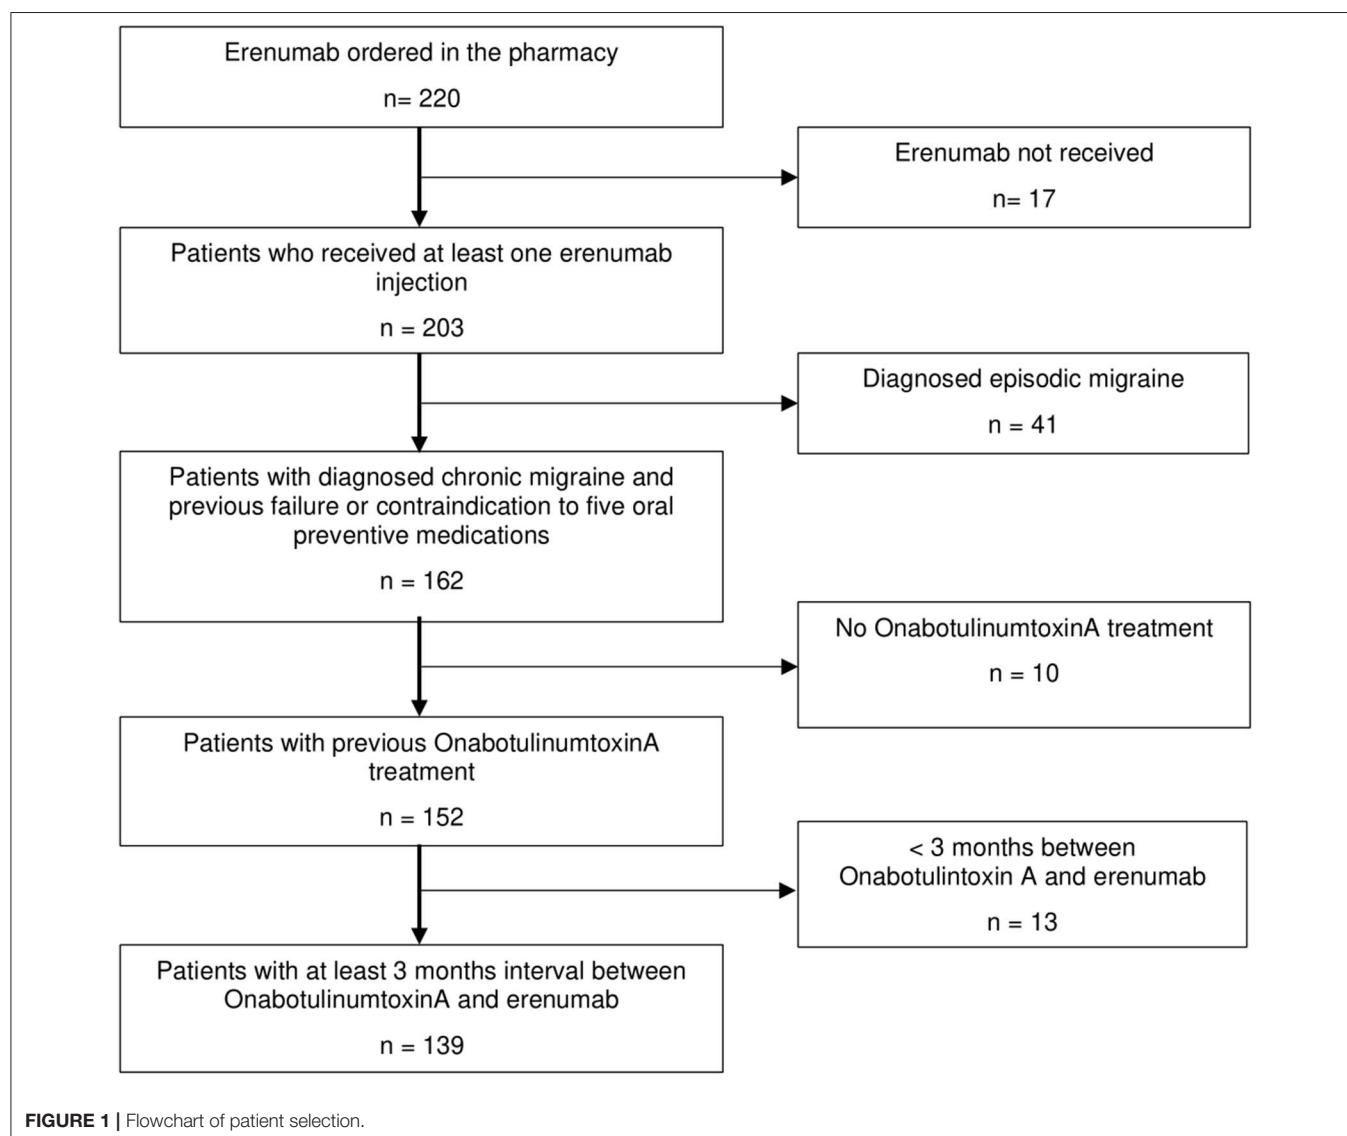 Erenumab ordered in the pharmacy
n= 220
Erenumab not received
n= 17
Patients who received at least one erenumab
injection
n = 203
Diagnosed episodic migraine
n = 41
Patients with diagnosed chronic migraine and
previous failure or contraindication to five oral
preventive medications
n = 162
No OnabotulinumtoxinA treatment
n = 10
Patients with previous OnabotulinumtoxinA
treatment
n = 152
< 3 months between
Onabotulintoxin A and erenumab
n = 13
Patients with at least 3 months interval between
OnabotulinumtoxinA and erenumab
n = 139
FIGURE 1 | Flowchart of patient selection.